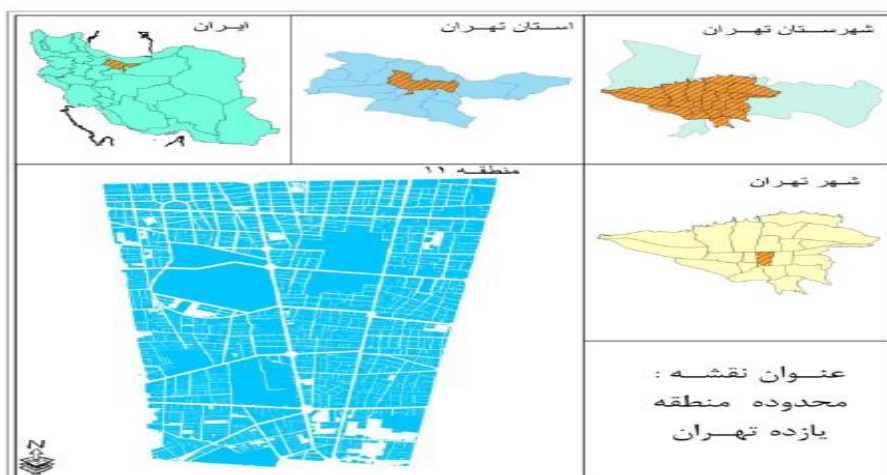 ایران
استان تهران
شهرستان تهران
منطقه ۱۱
شهر تهران
عنوان نقشه :
محدوده منطقه
یازده تهران
N